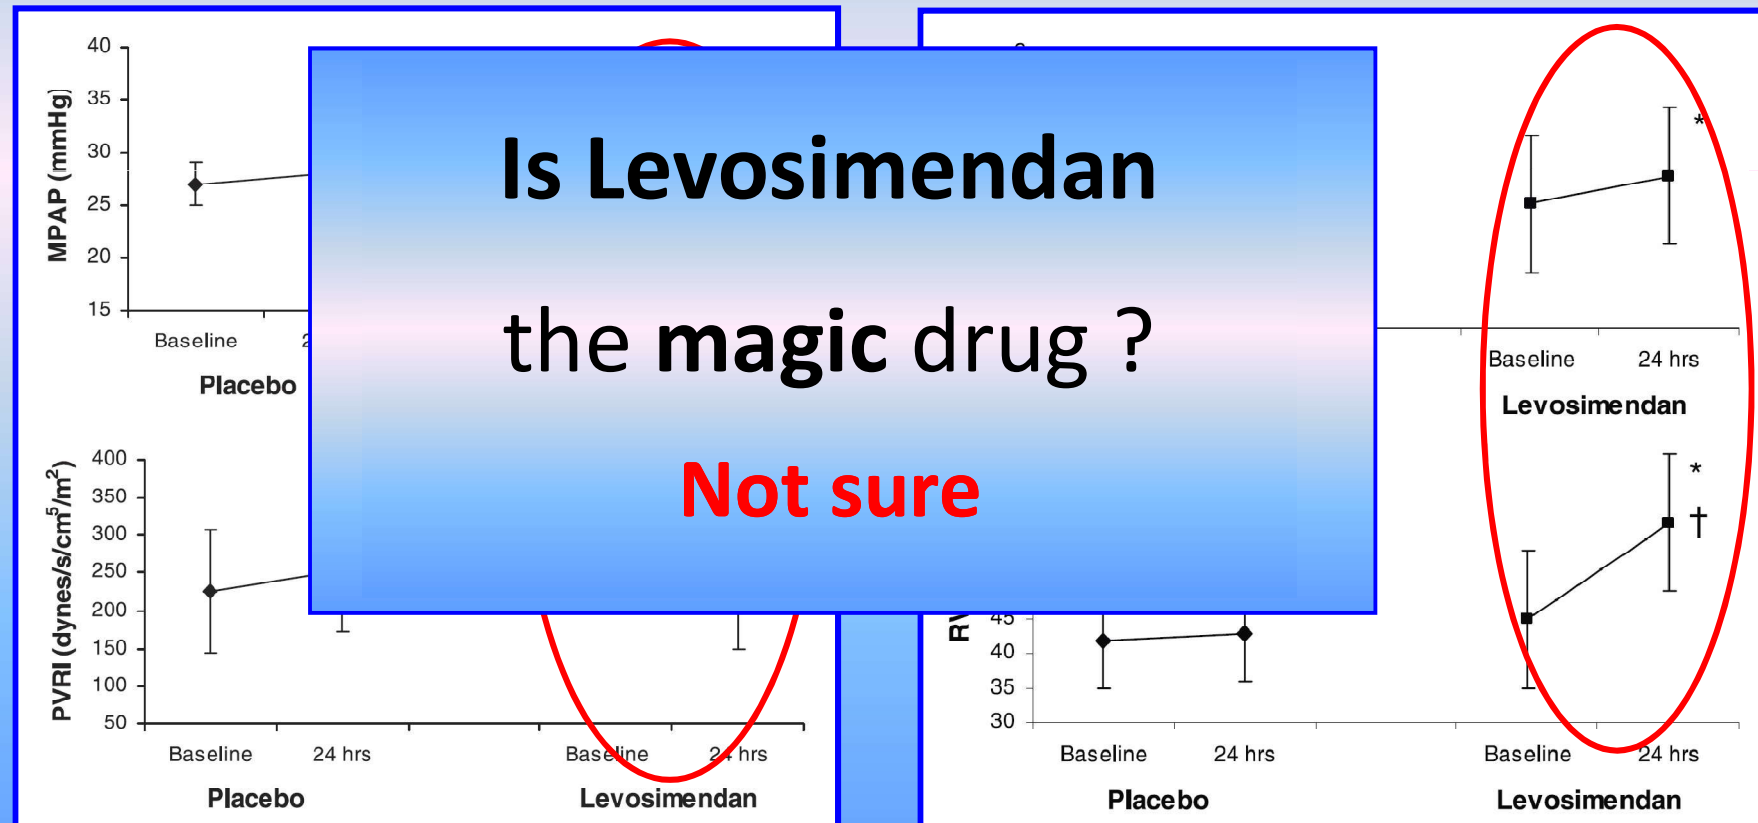 MPAP (mmHg)
40
35
30
25
20
15
Baseline
Placebo
PVRI (dynes/s/cm⁵/m²)
400
350
300
250
200
150
100
50
Baseline 24 hrs Baseline 24 hrs
Placebo Levosimendan
Is Levosimendan
the magic drug ?
Not sure
*
Baseline 24 hrs
Levosimendan
*
†
45
40
35
30
Baseline 24 hrs Baseline 24 hrs
Placebo Levosimendan